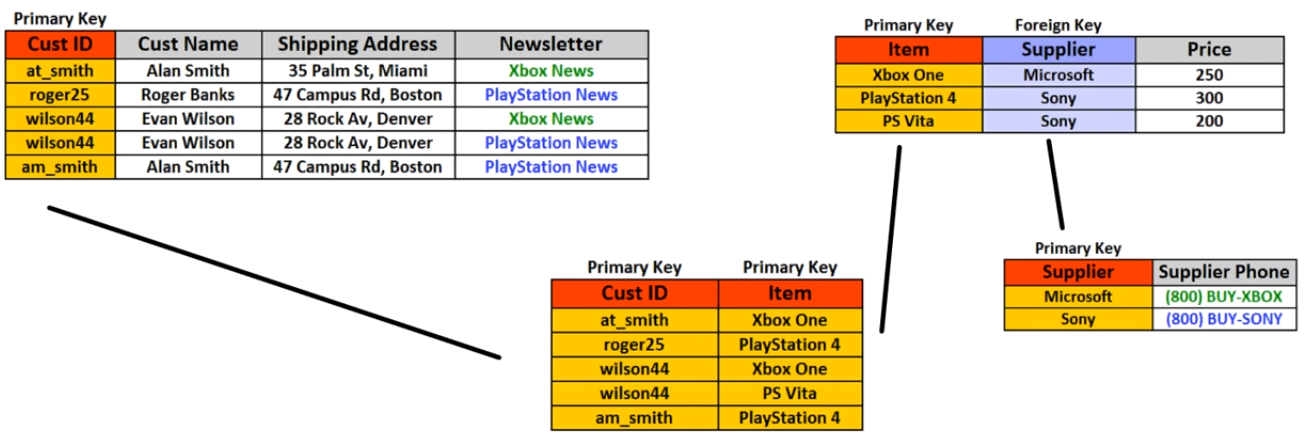 Primary Key
Cust ID Cust Name Shipping Address Newsletter
at_smith Alan Smith 35 Palm St, Miami Xbox News
roger25 Roger Banks 47 Campus Rd, Boston PlayStation News
wilson44 Evan Wilson 28 Rock Av, Denver Xbox News
wilson44 Evan Wilson 28 Rock Av, Denver PlayStation News
am_smith Alan Smith 47 Campus Rd, Boston PlayStation News
Primary Key Foreign Key
Item Supplier Price
Xbox One Microsoft 250
PlayStation 4 Sony 300
PS Vita Sony 200
Primary Key Primary Key
Cust ID Item
at_smith Xbox One
roger25 PlayStation 4
wilson44 Xbox One
wilson44 PS Vita
am_smith PlayStation 4
Primary Key
Supplier Supplier Phone
Microsoft (800) BUY-XBOX
Sony (800) BUY-SONY